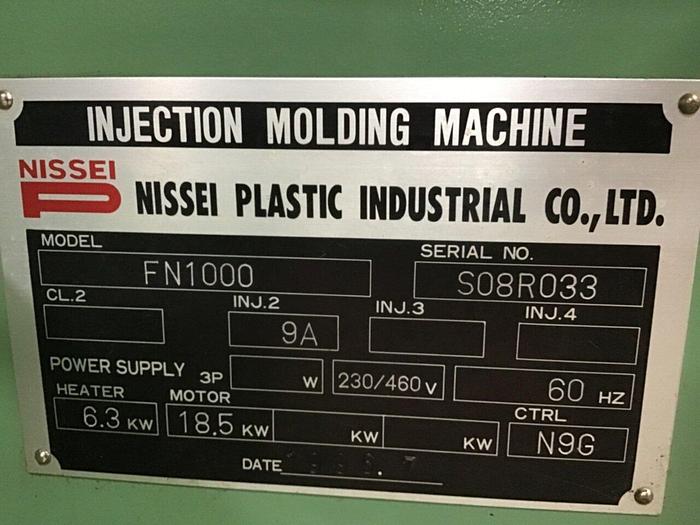 INJECTION MOLDING MACHINE
NISSEI
NISSEI PLASTIC INDUSTRIAL CO., LTD.
MODEL FN1000 SERIAL NO. S08R033
CL.2 INJ.2 9A INJ.3 INJ.4
POWER SUPPLY 3P W 230/460 V 60 HZ
HEATER 6.3 KW MOTOR 18.5 KW KW KW CTRL N9G
DATE